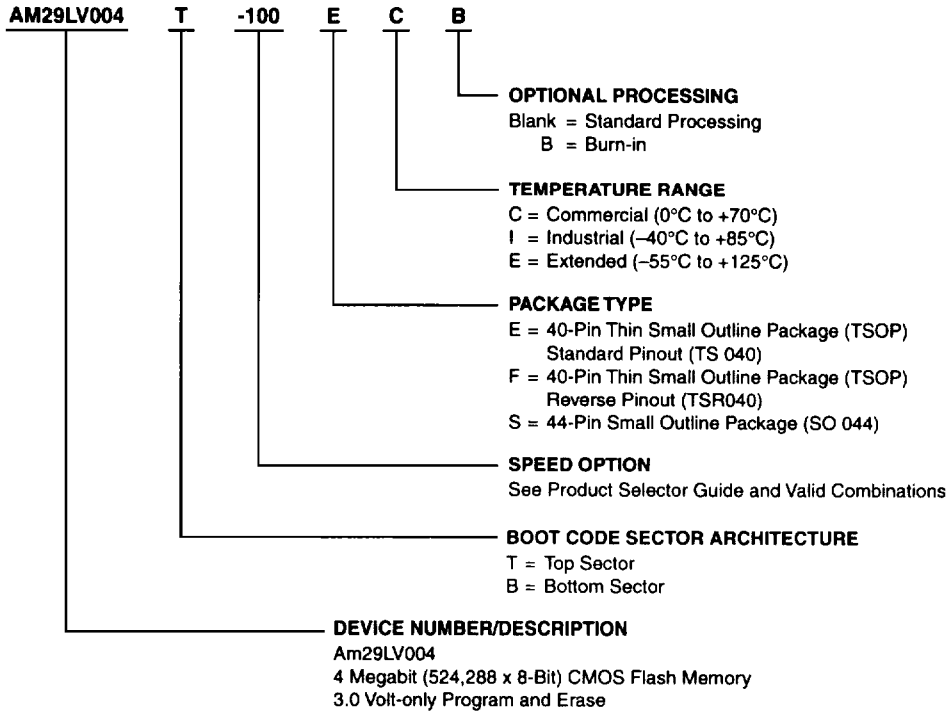 AM29LV004 T -100 E C B
OPTIONAL PROCESSING
Blank = Standard Processing
B = Burn-in
TEMPERATURE RANGE
C = Commercial (0°C to +70°C)
I = Industrial (–40°C to +85°C)
E = Extended (–55°C to +125°C)
PACKAGE TYPE
E = 40-Pin Thin Small Outline Package (TSOP)
Standard Pinout (TS 040)
F = 40-Pin Thin Small Outline Package (TSOP)
Reverse Pinout (TSR040)
S = 44-Pin Small Outline Package (SO 044)
SPEED OPTION
See Product Selector Guide and Valid Combinations
BOOT CODE SECTOR ARCHITECTURE
T = Top Sector
B = Bottom Sector
DEVICE NUMBER/DESCRIPTION
Am29LV004
4 Megabit (524,288 x 8-Bit) CMOS Flash Memory
3.0 Volt-only Program and Erase